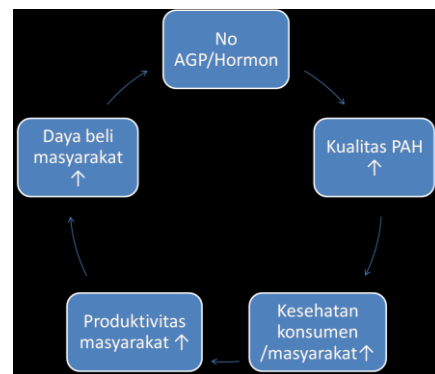 No
AGP/Hormon
Kualitas PAH
↑
Kesehatan
konsumen
/masyarakat↑
Produktivitas
masyarakat ↑
Daya beli
masyarakat
↑